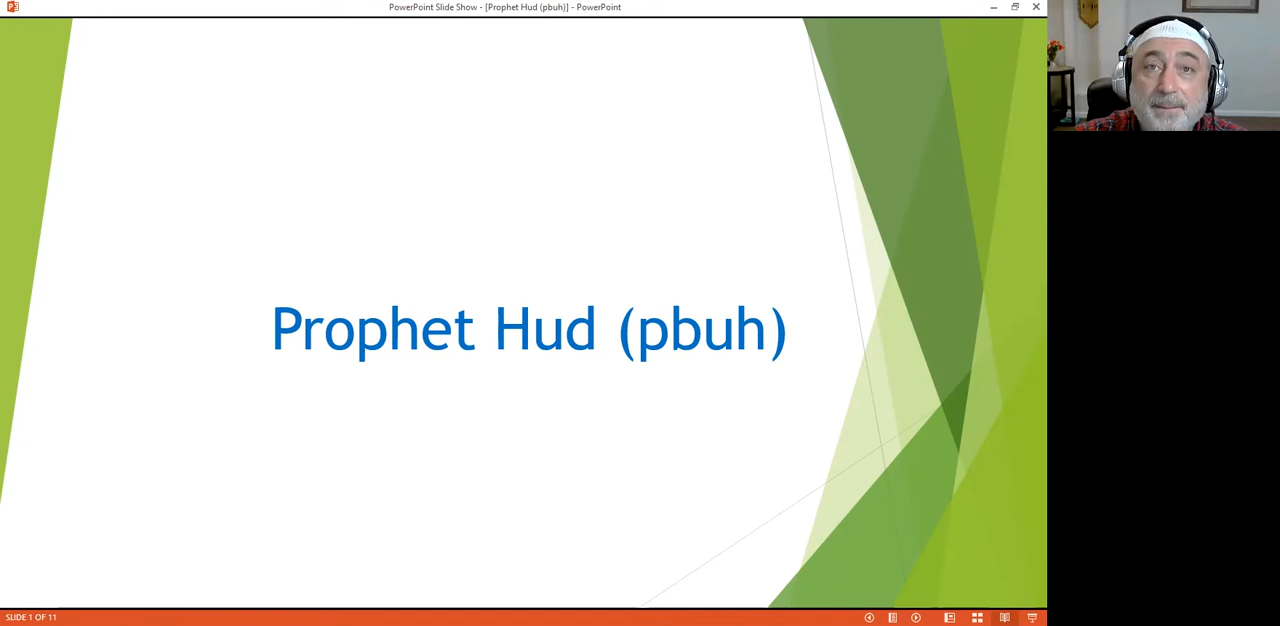 PowerPoint Slide Show - [Prophet Hud (pbuh)] - PowerPoint
Prophet Hud (pbuh)
SLIDE 1 OF 11